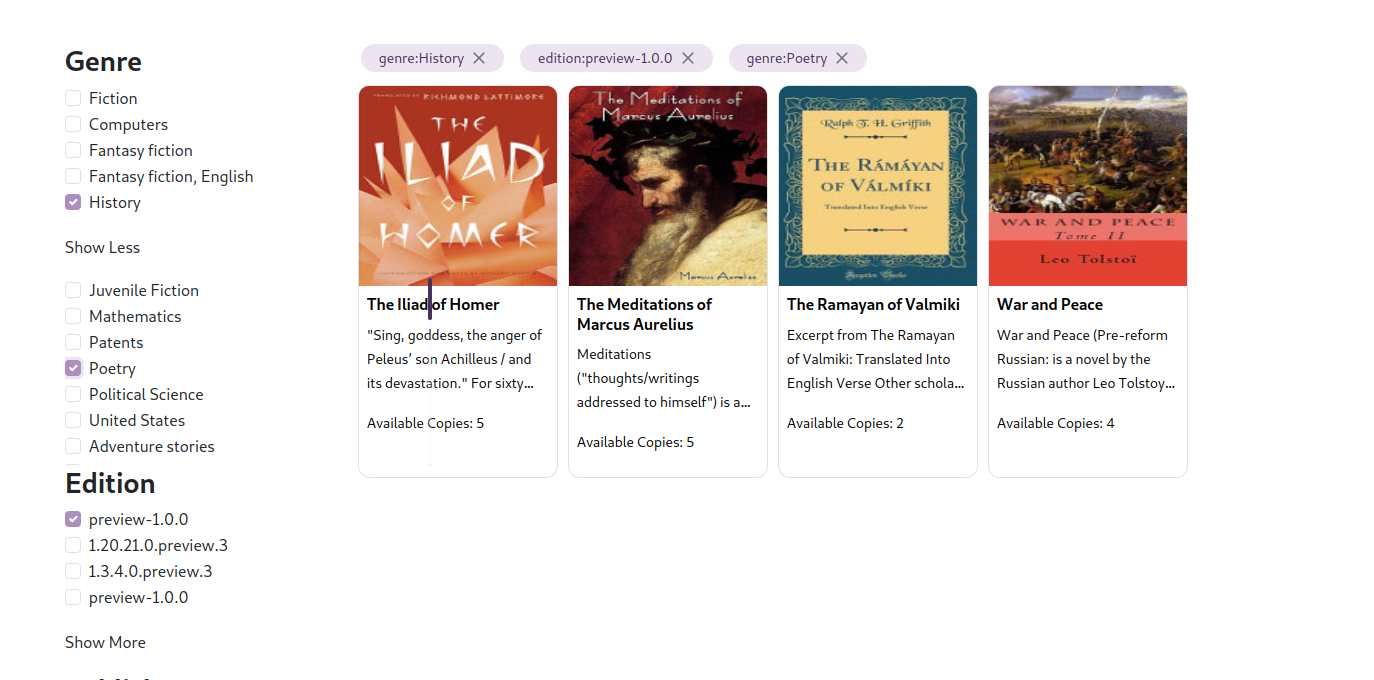 Genre
Fiction
Computers
Fantasy fiction
Fantasy fiction, English
History
Show Less
Juvenile Fiction
Mathematics
Patents
Poetry
Political Science
United States
Adventure stories
Edition
preview-1.0.0
1.20.21.0.preview.3
1.3.4.0.preview.3
preview-1.0.0
Show More
genre:History
edition:preview-1.0.0
genre:Poetry
TRANSLATED BY RICHMOND LATTIMORE
THE
ILIAD
OF
HOMER
The Iliad of Homer
"Sing, goddess, the anger of
Peleus’ son Achilleus / and
its devastation." For sixty...
Available Copies: 5
The Meditations of
Marcus Aurelius
Marcus Aurelius
The Meditations of
Marcus Aurelius
Meditations
("thoughts/writings
addressed to himself") is a...
Available Copies: 5
Ralph T. H. Griffith
THE RÁMÁYAN
OF VÁLMÍKI
Translated Into English Verse
Forgotten Books
The Ramayan of Valmiki
Excerpt from The Ramayan
of Valmiki: Translated Into
English Verse Other schola...
Available Copies: 2
WAR AND PEACE
Tome II
Leo Tolstoï
War and Peace
War and Peace (Pre-reform
Russian: is a novel by the
Russian author Leo Tolstoy...
Available Copies: 4